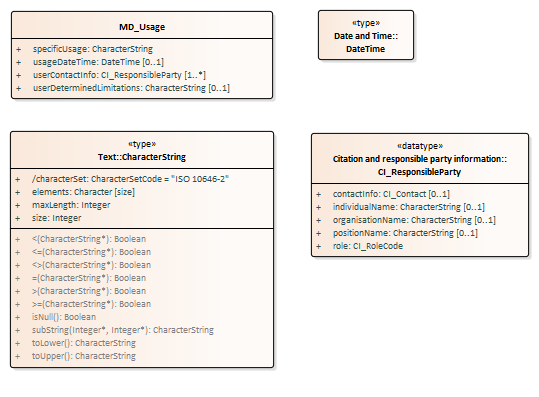 MD_Usage
+ specificUsage: CharacterString
+ usageDateTime: DateTime [0..1]
+ userContactInfo: CI_ResponsibleParty [1..*]
+ userDeterminedLimitations: CharacterString [0..1]
«type»
Date and Time::
DateTime
«type»
Text::CharacterString
+ /characterSet: CharacterSetCode = "ISO 10646-2"
+ elements: Character [size]
+ maxLength: Integer
+ size: Integer
+ <(CharacterString*): Boolean
+ <=(CharacterString*): Boolean
+ <>(CharacterString*): Boolean
+ =(CharacterString*): Boolean
+ >(CharacterString*): Boolean
+ >=(CharacterString*): Boolean
+ isNull(): Boolean
+ subString(Integer*, Integer*): CharacterString
+ toLower(): CharacterString
+ toUpper(): CharacterString
«datatype»
Citation and responsible party information::
CI_ResponsibleParty
+ contactInfo: CI_Contact [0..1]
+ individualName: CharacterString [0..1]
+ organisationName: CharacterString [0..1]
+ positionName: CharacterString [0..1]
+ role: CI_RoleCode